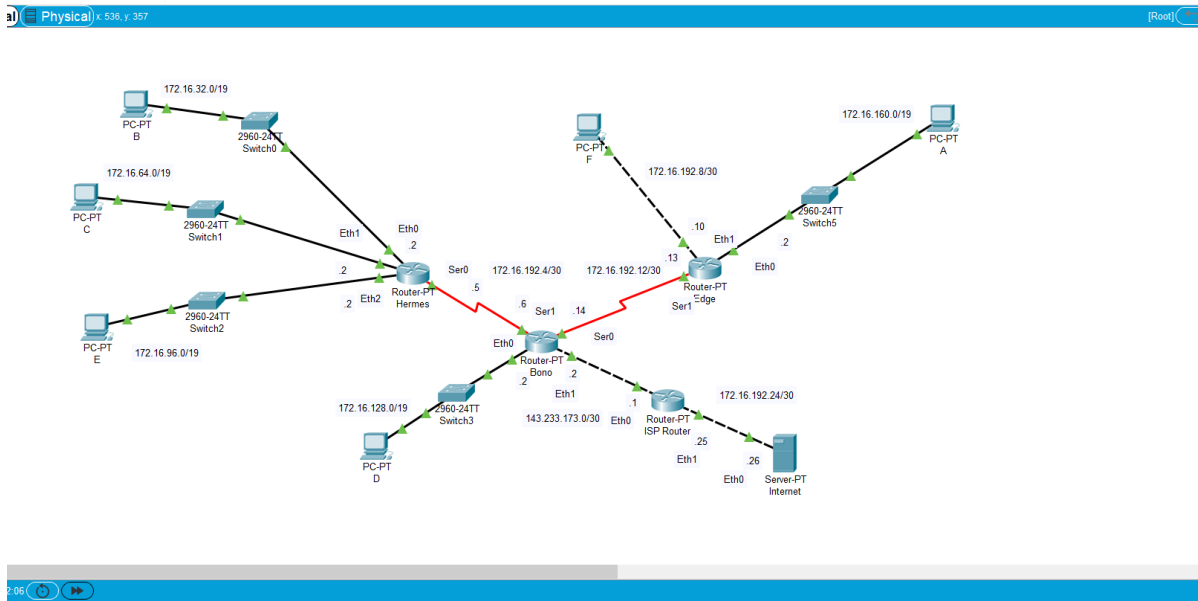 Physical x: 536, y: 357
[Root]
172.16.32.0/19
PC-PT
B
2960-24TT
Switch0
172.16.64.0/19
PC-PT
C
2960-24TT
Switch1
Eth1
Eth0
.2
.2
.2
Eth2
Router-PT
Hermes
Ser0
.5
2960-24TT
Switch2
PC-PT
E
172.16.96.0/19
172.16.192.4/30
172.16.192.12/30
.6
Ser1
.14
Ser0
Eth0
Router-PT
Bono
.2
.2
Eth1
172.16.128.0/19
2960-24TT
Switch3
PC-PT
D
143.233.173.0/30
Eth0
.1
Router-PT
ISP Router
172.16.192.24/30
.25
Eth1
.26
Eth0
Server-PT
Internet
PC-PT
F
172.16.192.8/30
.10
.13
Eth1
Eth0
.2
Router-PT
Edge
Ser1
2960-24TT
Switch5
172.16.160.0/19
PC-PT
A